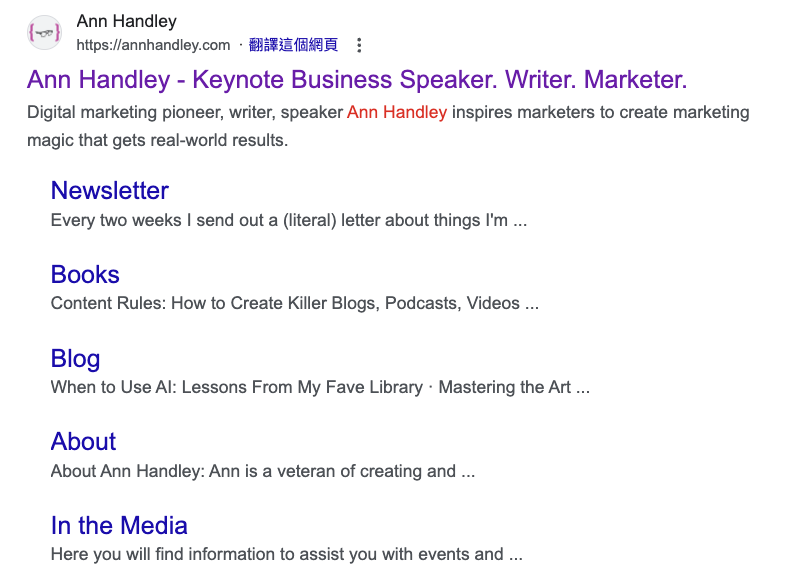 Ann Handley
https://annhandley.com · 翻譯這個網頁
Ann Handley - Keynote Business Speaker. Writer. Marketer.
Digital marketing pioneer, writer, speaker Ann Handley inspires marketers to create marketing
magic that gets real-world results.
Newsletter
Every two weeks I send out a (literal) letter about things I'm ...
Books
Content Rules: How to Create Killer Blogs, Podcasts, Videos ...
Blog
When to Use AI: Lessons From My Fave Library · Mastering the Art ...
About
About Ann Handley: Ann is a veteran of creating and ...
In the Media
Here you will find information to assist you with events and ...